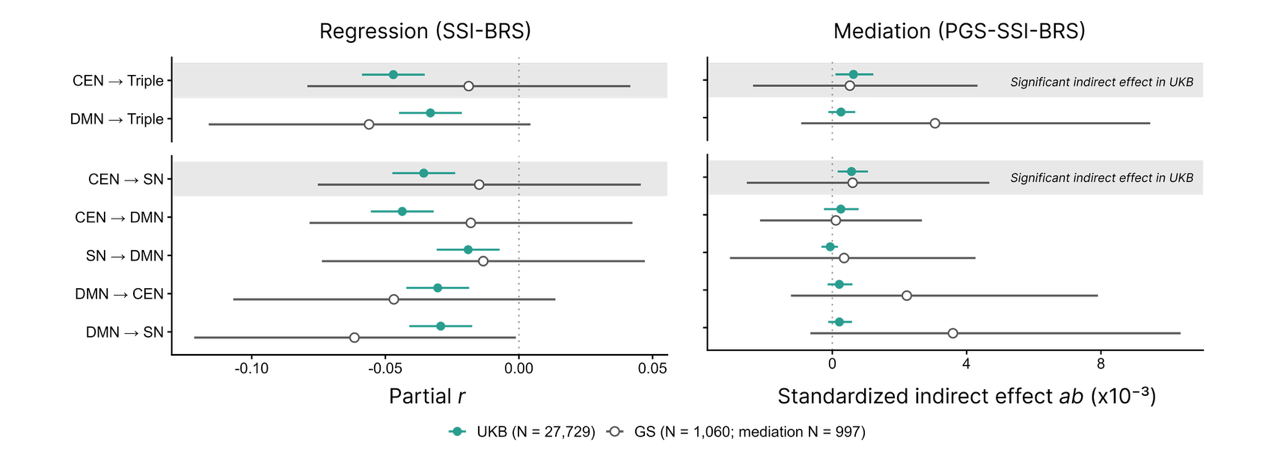 Regression (SSI-BRS)
Mediation (PGS-SSI-BRS)
CEN → Triple
Significant indirect effect in UKB
DMN → Triple
CEN → SN
Significant indirect effect in UKB
CEN → DMN
SN → DMN
DMN → CEN
DMN → SN
-0.10 -0.05 0.00 0.05
0 4 8
Partial r
Standardized indirect effect ab (x10⁻³)
UKB (N = 27,729) GS (N = 1,060; mediation N = 997)